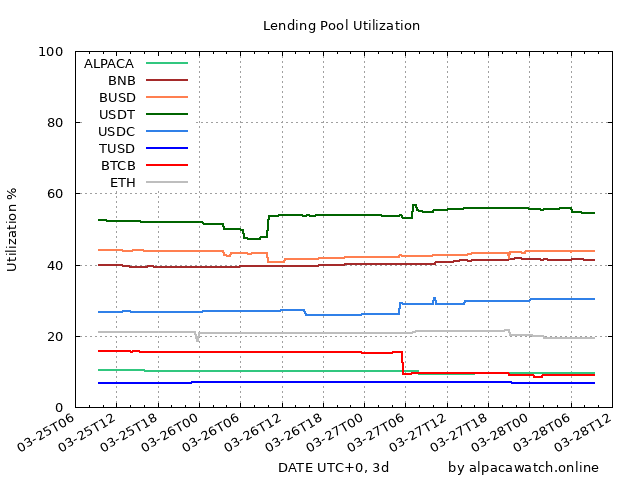 Lending Pool Utilization
Utilization %
100
80
60
40
20
0
ALPACA
BNB
BUSD
USDT
USDC
TUSD
BTCB
ETH
03-25T06
03-25T12
03-25T18
03-26T00
03-26T06
03-26T12
03-26T18
03-27T00
03-27T06
03-27T12
03-27T18
03-28T00
03-28T06
03-28T12
DATE UTC+0, 3d
by alpacawatch.online